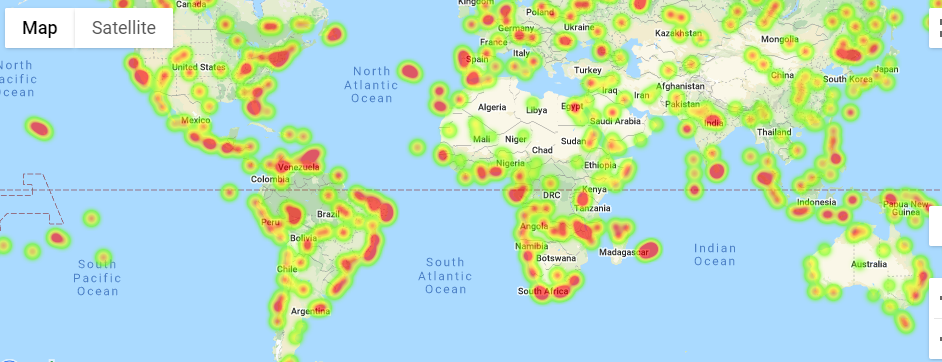 Canada
Kingdom
Poland
Germany
Ukraine
Kazakhstan
Mongolia
Map
Satellite
France
Italy
Spain
Turkey
China
South Korea
Japan
North
Pacific
Ocean
United States
North
Atlantic
Ocean
Iraq
Iran
Afghanistan
Pakistan
Algeria
Libya
Egypt
Saudi Arabia
India
Thailand
Mexico
Mali
Niger
Chad
Sudan
Nigeria
Ethiopia
Venezuela
Colombia
DRC
Kenya
Tanzania
Indonesia
Papua New
Guinea
Peru
Brazil
Bolivia
Angola
Namibia
Botswana
Madagascar
Indian
Ocean
Australia
South
Pacific
Ocean
Chile
South
Atlantic
Ocean
South Africa
Argentina